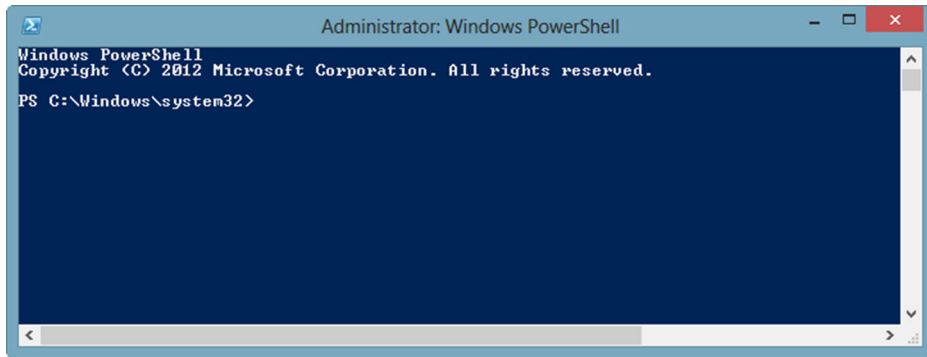 Administrator: Windows PowerShell
Windows PowerShell
Copyright (C) 2012 Microsoft Corporation. All rights reserved.
PS C:\Windows\system32>